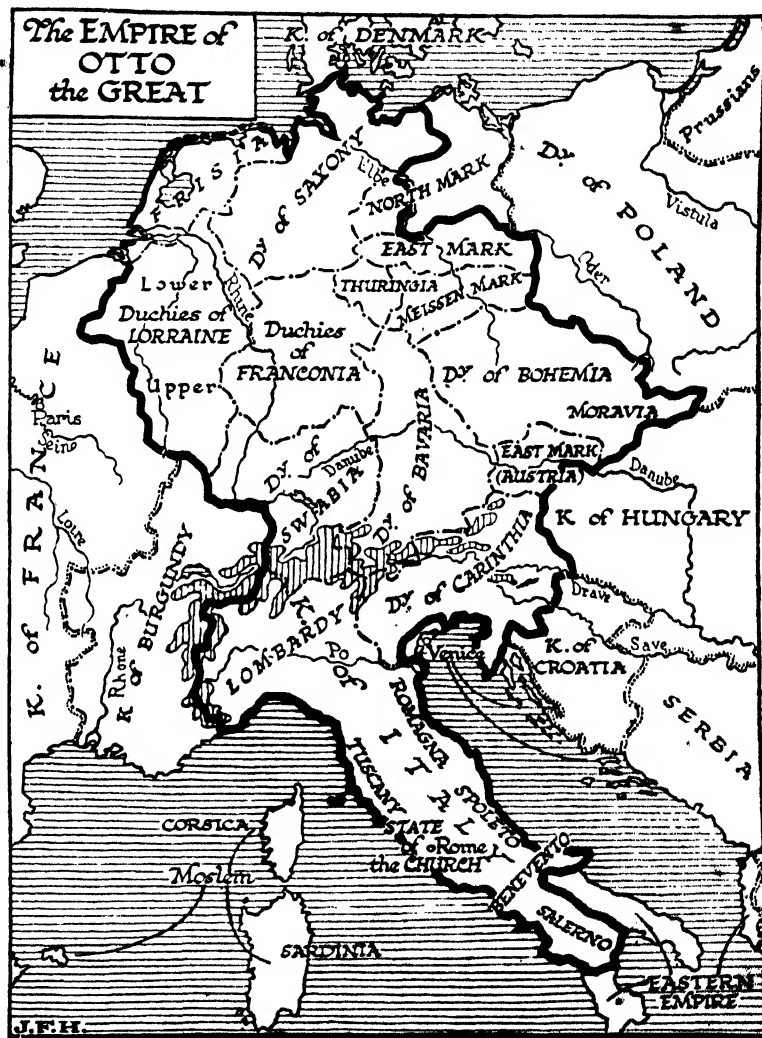 The EMPIRE of
OTTO
the GREAT
K. of DENMARK
Prussians
FRISIA
Dy. of SAXONY
Elbe
NORTH MARK
Dy. of POLAND
Vistula
EAST MARK
Oder
Lower
Rhine
THURINGIA
MEISSEN MARK
Duchies of
LORRAINE
Duchies
of
FRANCONIA
Upper
Dy. of BOHEMIA
MORAVIA
Paris
Seine
K. of FRANCE
Dy. of
SWABIA
Danube
Dy. of BAVARIA
EAST MARK
(AUSTRIA)
Danube
Loire
K. of HUNGARY
K of BURGUNDY
Rhone
Dy. of CARINTHIA
Drave
K. of
ITALY
LOMBARDY
Po
Venice
K. of
CROATIA
Save
SERBIA
ROMAGNA
TUSCANY
SPOLETO
STATE
of Rome
the CHURCH
CORSICA
Moslem
BENEVENTO
SALERNO
SARDINIA
EASTERN
EMPIRE
J.F.H.